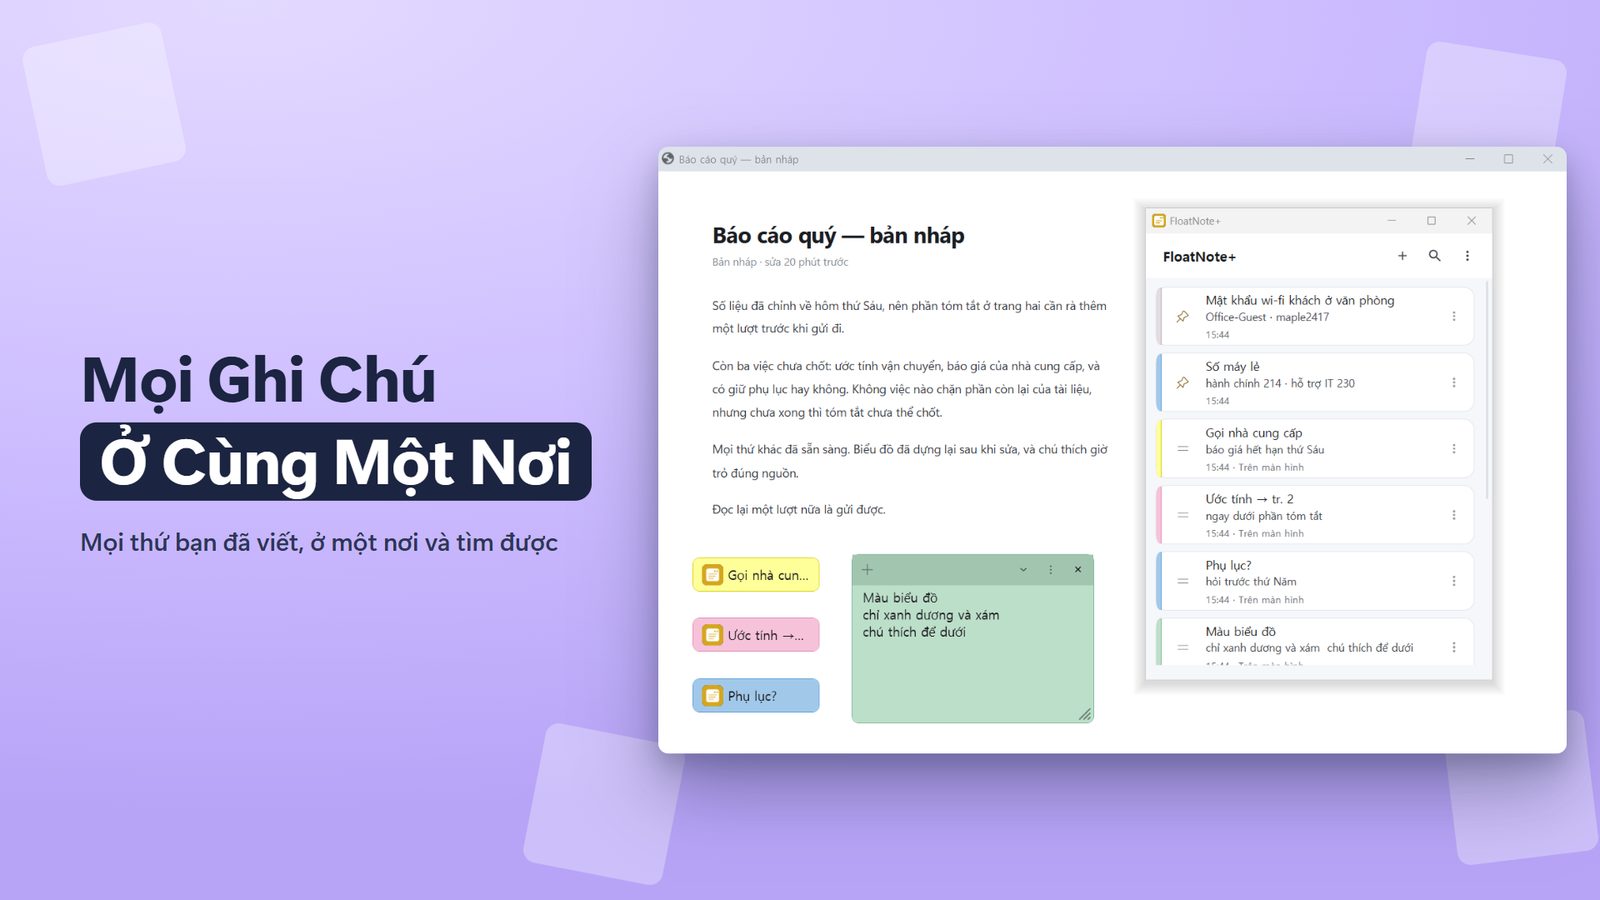 Mọi Ghi Chú
Ở Cùng Một Nơi
Mọi thứ bạn đã viết, ở một nơi và tìm được
Báo cáo quý — bản nháp
Báo cáo quý — bản nháp
Bản nháp · sửa 20 phút trước
Số liệu đã chỉnh về hôm thứ Sáu, nên phần tóm tắt ở trang hai cần rà thêm
một lượt trước khi gửi đi.
Còn ba việc chưa chốt: ước tính vận chuyển, báo giá của nhà cung cấp, và
có giữ phụ lục hay không. Không việc nào chặn phần còn lại của tài liệu,
nhưng chưa xong thì tóm tắt chưa thể chốt.
Mọi thứ khác đã sẵn sàng. Biểu đồ đã dựng lại sau khi sửa, và chú thích giờ
trỏ đúng nguồn.
Đọc lại một lượt nữa là gửi được.
Gọi nhà cun...
Ước tính →...
Phụ lục?
Màu biểu đồ
chỉ xanh dương và xám
chú thích để dưới
FloatNote+
FloatNote+
Mật khẩu wi-fi khách ở văn phòng
Office-Guest · maple2417
15:44
Số máy lẻ
hành chính 214 · hỗ trợ IT 230
15:44
Gọi nhà cung cấp
báo giá hết hạn thứ Sáu
15:44 · Trên màn hình
Ước tính → tr. 2
ngay dưới phần tóm tắt
15:44 · Trên màn hình
Phụ lục?
hỏi trước thứ Năm
15:44 · Trên màn hình
Màu biểu đồ
chỉ xanh dương và xám chú thích để dưới
15:44 · Trên màn hình